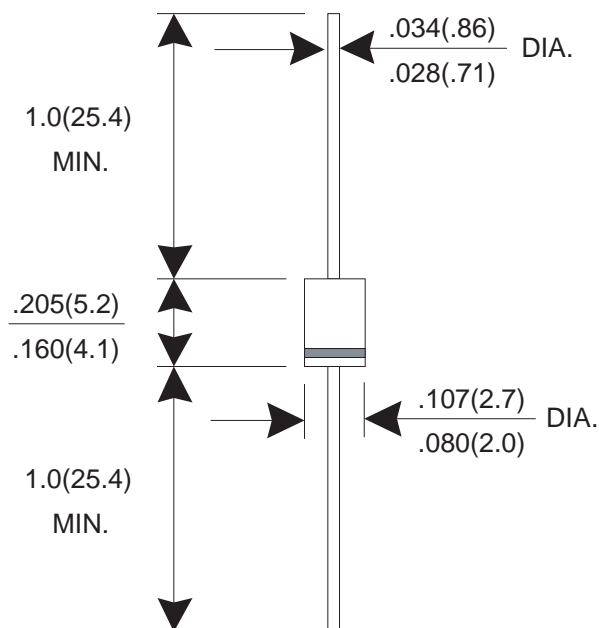 .034(.86)
DIA.
.028(.71)
1.0(25.4)
MIN.
.205(5.2)
.160(4.1)
.107(2.7)
DIA.
.080(2.0)
1.0(25.4)
MIN.